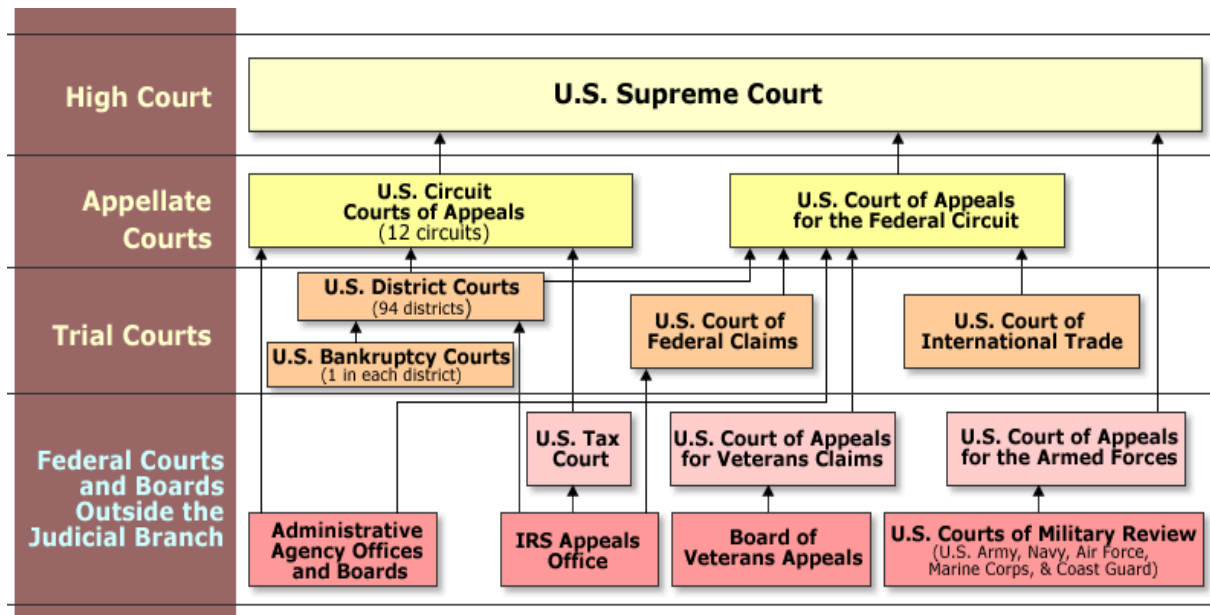 High Court
U.S. Supreme Court
Appellate
Courts
U.S. Circuit
Courts of Appeals
(12 circuits)
U.S. Court of Appeals
for the Federal Circuit
Trial Courts
U.S. District Courts
(94 districts)
U.S. Bankruptcy Courts
(1 in each district)
U.S. Court of
Federal Claims
U.S. Court of
International Trade
Federal Courts
and Boards
Outside the
Judicial Branch
U.S. Tax
Court
U.S. Court of Appeals
for Veterans Claims
U.S. Court of Appeals
for the Armed Forces
Administrative
Agency Offices
and Boards
IRS Appeals
Office
Board of
Veterans Appeals
U.S. Courts of Military Review
(U.S. Army, Navy, Air Force,
Marine Corps, & Coast Guard)